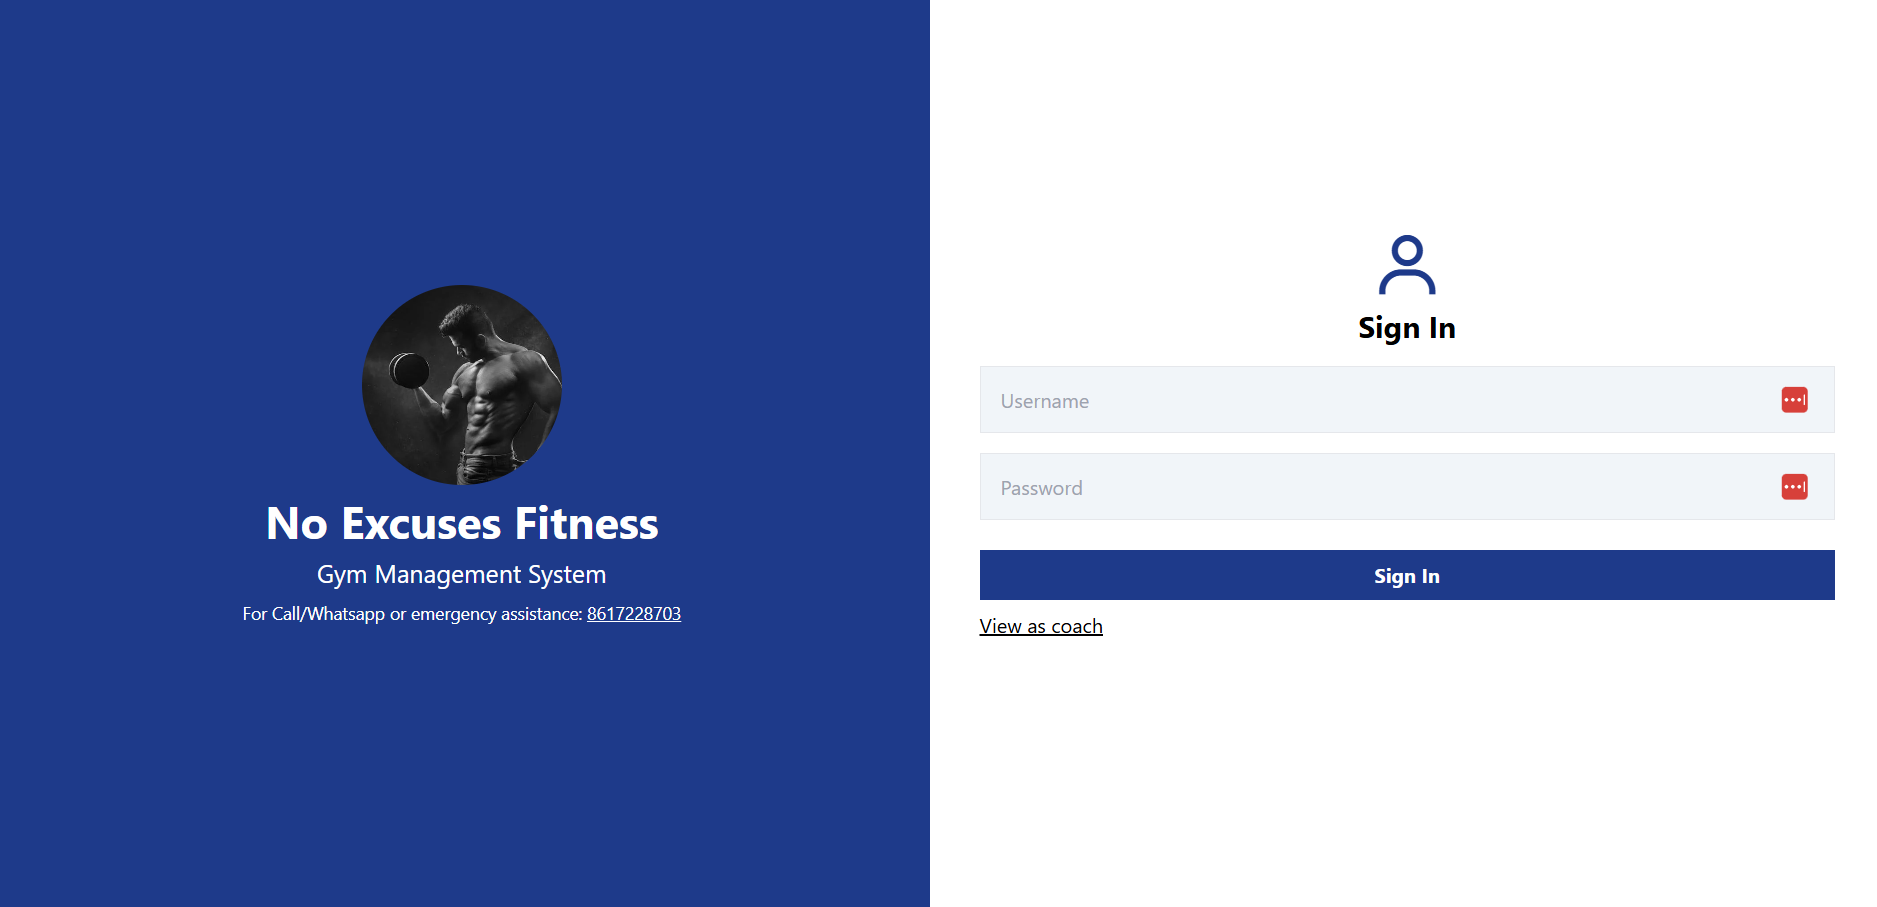 No Excuses Fitness
Gym Management System
For Call/Whatsapp or emergency assistance: 8617228703
Sign In
Username
Password
Sign In
View as coach